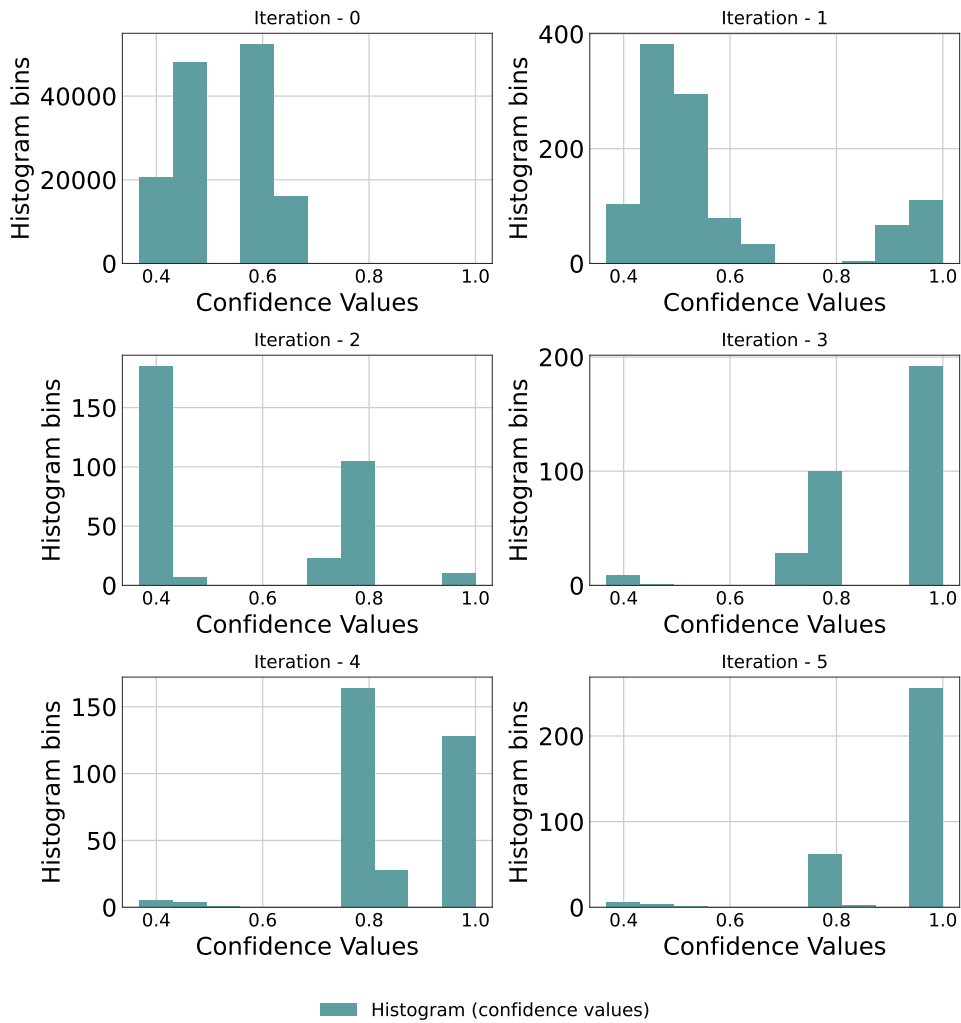 Iteration - 0
Histogram bins
40000
20000
0
0.4 0.6 0.8 1.0
Confidence Values
Iteration - 1
Histogram bins
400
200
0
0.4 0.6 0.8 1.0
Confidence Values
Iteration - 2
Histogram bins
150
100
50
0
0.4 0.6 0.8 1.0
Confidence Values
Iteration - 3
Histogram bins
200
100
0
0.4 0.6 0.8 1.0
Confidence Values
Iteration - 4
Histogram bins
150
100
50
0
0.4 0.6 0.8 1.0
Confidence Values
Iteration - 5
Histogram bins
200
100
0
0.4 0.6 0.8 1.0
Confidence Values
Histogram (confidence values)